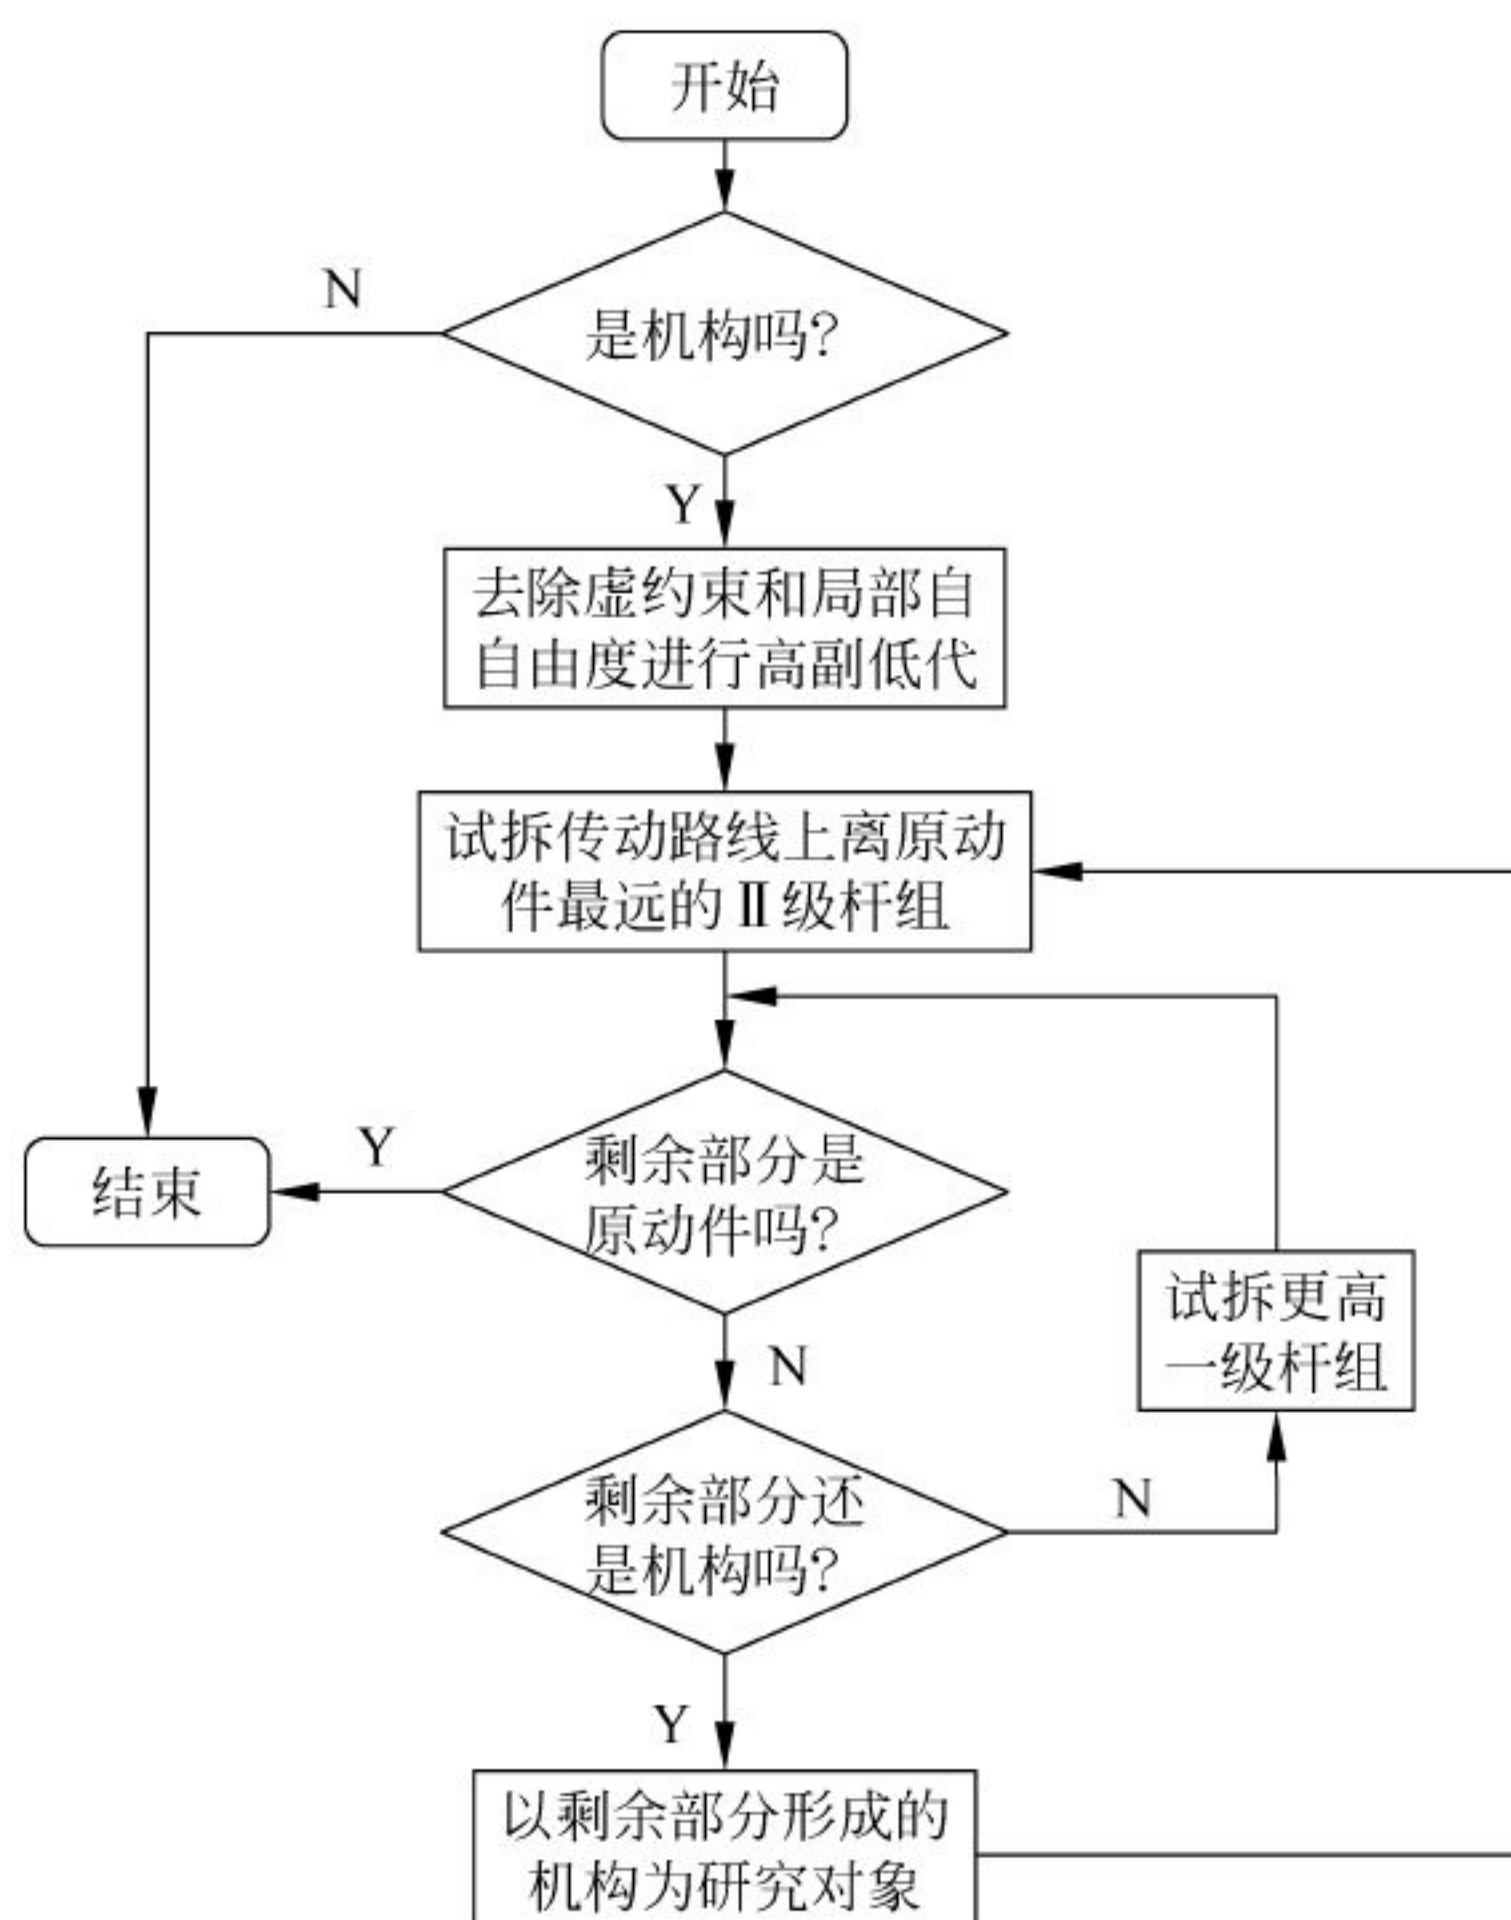 开始
N
是机构吗?
Y
去除虚约束和局部自
自由度进行高副低代
试拆传动路线上离原动
件最远的Ⅱ级杆组
Y
剩余部分是
原动件吗?
结束
试拆更高
一级杆组
N
剩余部分还
是机构吗?
N
Y
以剩余部分形成的
机构为研究对象